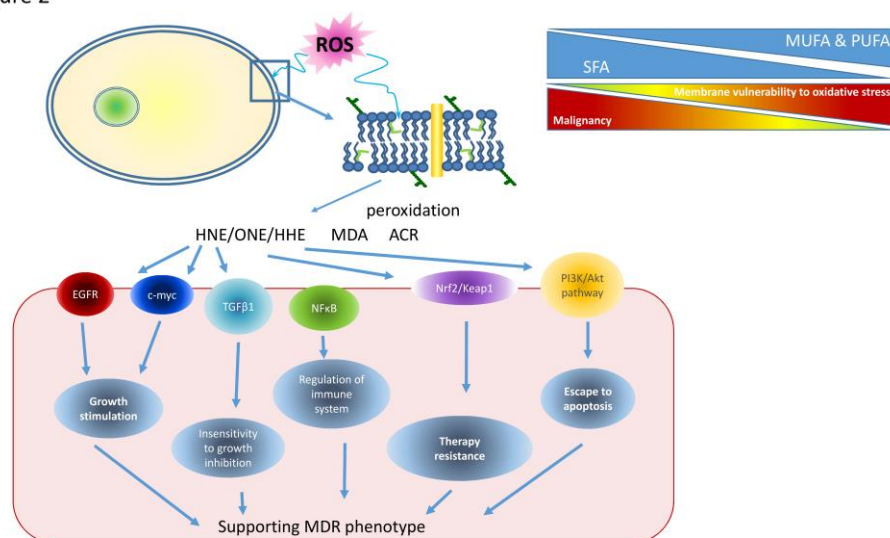 ROS
MUFA & PUFA
SFA
Membrane vulnerability to oxidative stress
Malignancy
peroxidation
HNE/ONE/HHE MDA ACR
EGFR
c-myc
TGFβ1
NFκB
Nrf2/Keap1
PI3K/Akt
pathway
Growth
stimulation
Insensitivity
to growth
inhibition
Regulation of
immune
system
Therapy
resistance
Escape to
apoptosis
Supporting MDR phenotype